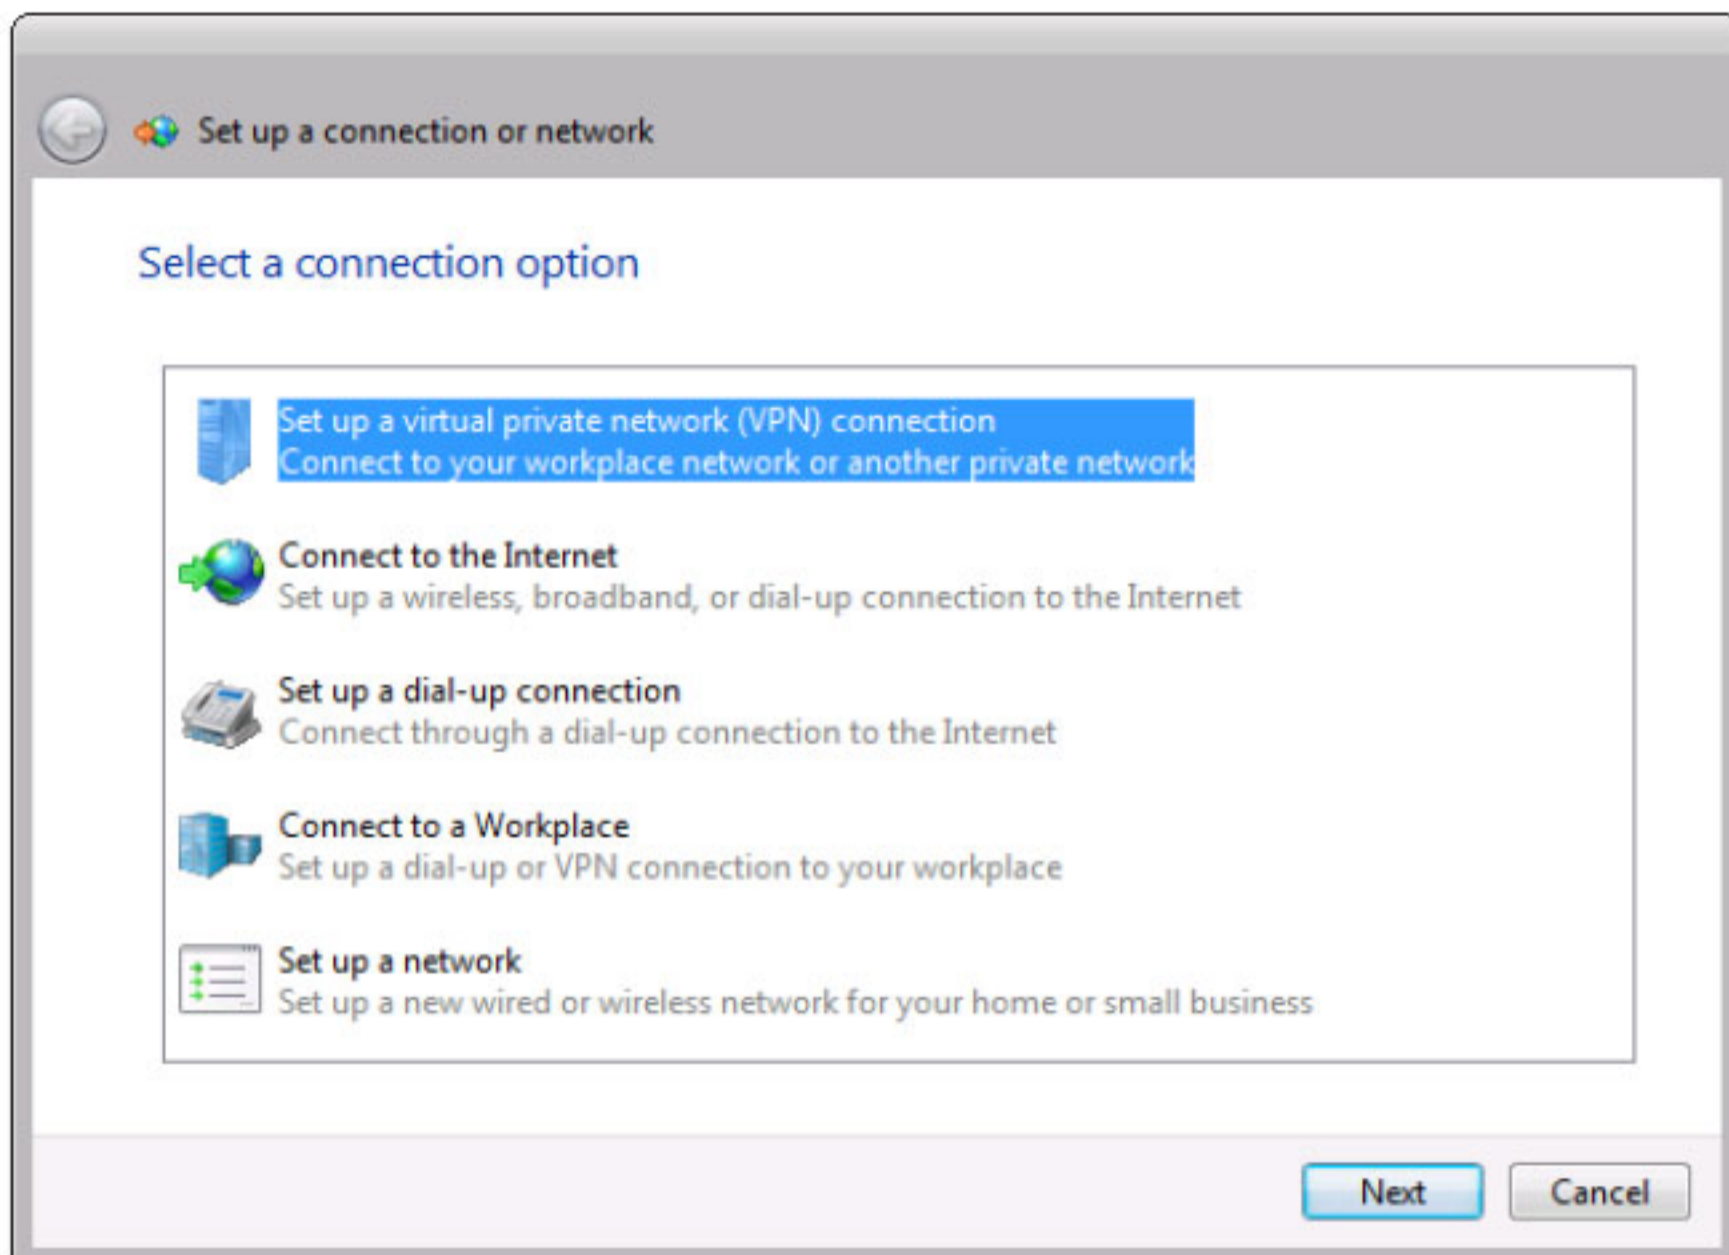 Set up a connection or network
Select a connection option
Set up a virtual private network (VPN) connection
Connect to your workplace network or another private network
Connect to the Internet
Set up a wireless, broadband, or dial-up connection to the Internet
Set up a dial-up connection
Connect through a dial-up connection to the Internet
Connect to a Workplace
Set up a dial-up or VPN connection to your workplace
Set up a network
Set up a new wired or wireless network for your home or small business
Next
Cancel